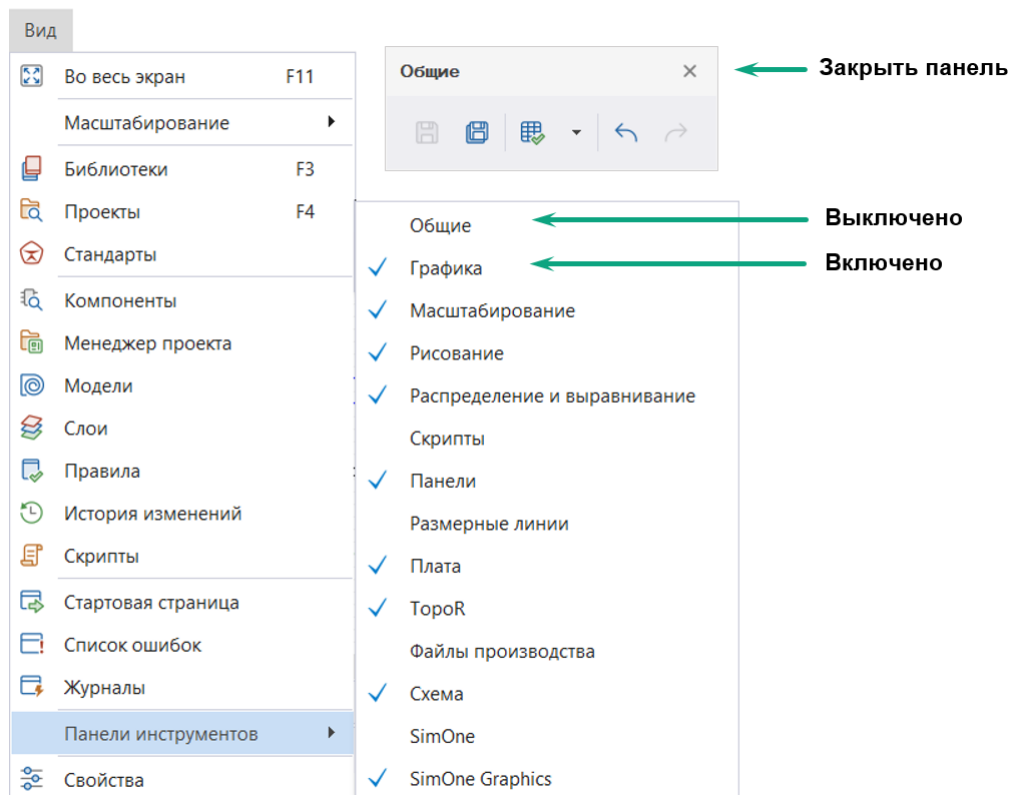 Вид
Во весь экран F11
Масштабирование
Библиотеки F3
Проекты F4
Стандарты
Компоненты
Менеджер проекта
Модели
Слои
Правила
История изменений
Скрипты
Стартовая страница
Список ошибок
Журналы
Панели инструментов
Свойства
Общие
Закрыть панель
Общие
Выключено
Графика
Включено
Масштабирование
Рисование
Распределение и выравнивание
Скрипты
Панели
Размерные линии
Плата
TopoR
Файлы производства
Схема
SimOne
SimOne Graphics